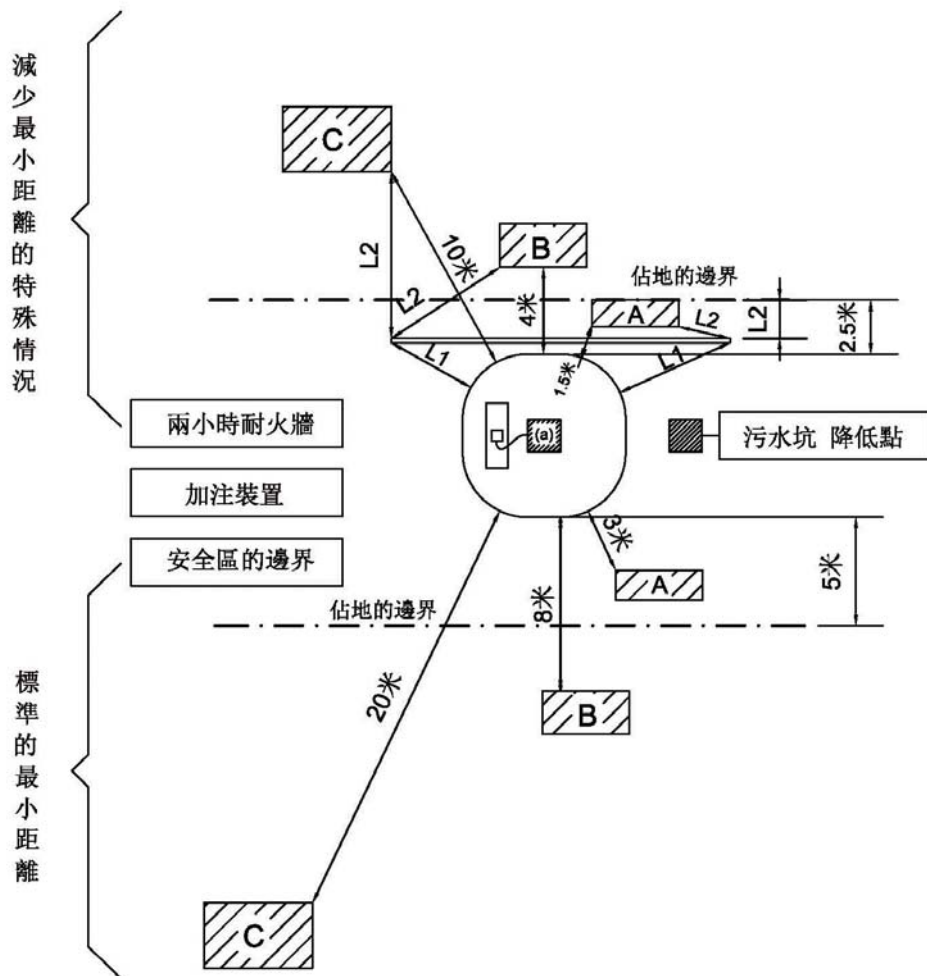 減少最小距離的特殊情況
C
L2
10米
B
L2
4米
佔地的邊界
A
L2
L2
2.5米
L1
1.5米
L1
兩小時耐火牆
(a)
污水坑 降低點
加注裝置
安全區的邊界
3米
A
5米
佔地的邊界
8米
20米
B
標準的最小距離
C